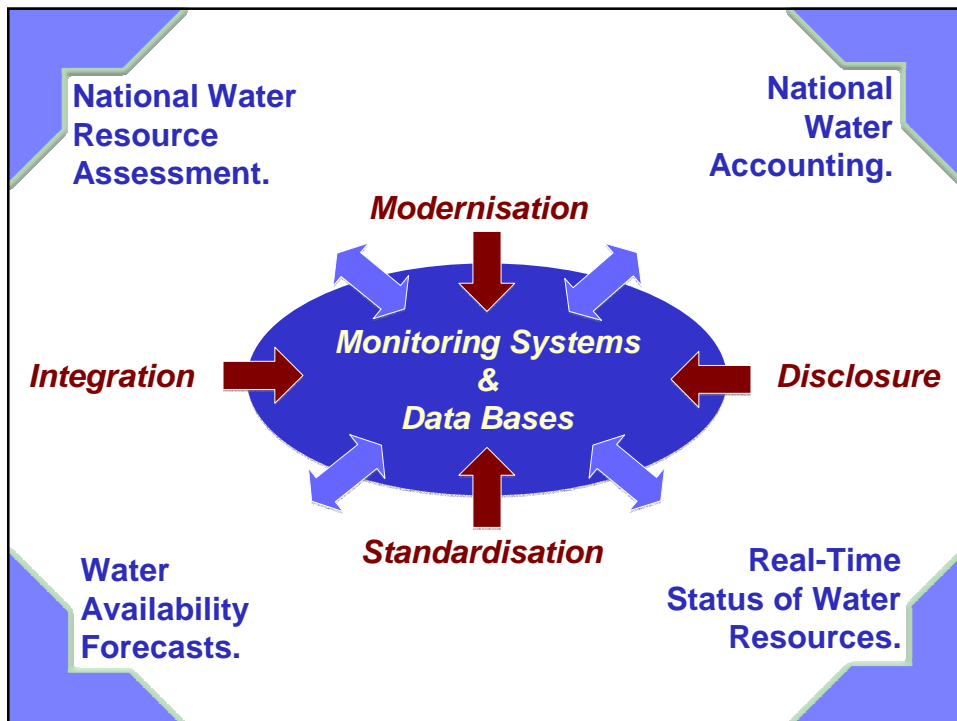 National Water
Resource
Assessment.
National
Water
Accounting.
Modernisation
Integration
Monitoring Systems
&
Data Bases
Disclosure
Standardisation
Water
Availability
Forecasts.
Real-Time
Status of Water
Resources.